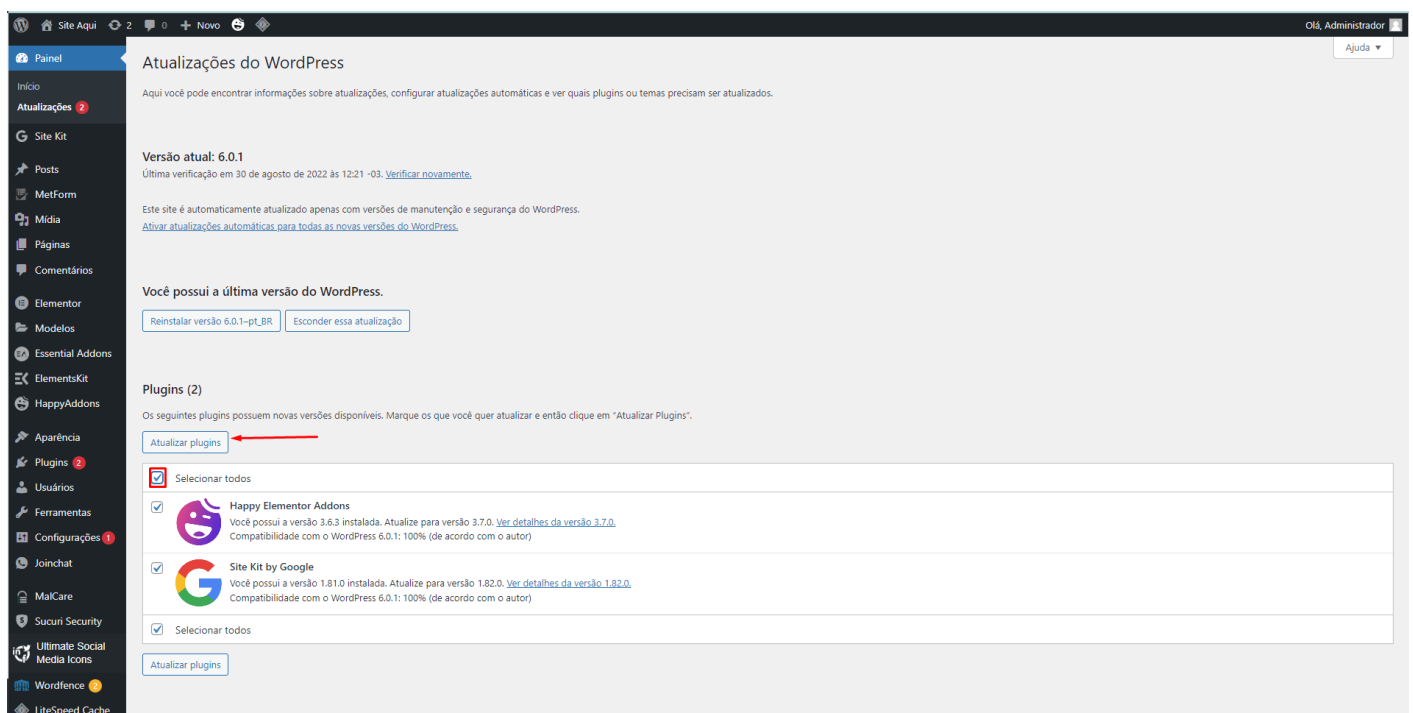 Site Aqui 2 0 + Novo
Olá, Administrador
Ajuda ▼
Painel
Início
Atualizações 2
Site Kit
Posts
MetForm
Mídia
Páginas
Comentários
Elementor
Modelos
Essential Addons
ElementsKit
HappyAddons
Aparência
Plugins 2
Usuários
Ferramentas
Configurações 1
Joinchat
MalCare
Sucuri Security
Ultimate Social
Media Icons
Wordfence 2
LiteSpeed Cache
Atualizações do WordPress
Aqui você pode encontrar informações sobre atualizações, configurar atualizações automáticas e ver quais plugins ou temas precisam ser atualizados.
Versão atual: 6.0.1
Última verificação em 30 de agosto de 2022 às 12:21 -03. Verificar novamente.
Este site é automaticamente atualizado apenas com versões de manutenção e segurança do WordPress.
Ativar atualizações automáticas para todas as novas versões do WordPress.
Você possui a última versão do WordPress.
Reinstalar versão 6.0.1–pt_BR Esconder essa atualização
Plugins (2)
Os seguintes plugins possuem novas versões disponíveis. Marque os que você quer atualizar e então clique em “Atualizar Plugins”.
Atualizar plugins
Selecionar todos
Happy Elementor Addons
Você possui a versão 3.6.3 instalada. Atualize para versão 3.7.0. Ver detalhes da versão 3.7.0.
Compatibilidade com o WordPress 6.0.1: 100% (de acordo com o autor)
Site Kit by Google
Você possui a versão 1.81.0 instalada. Atualize para versão 1.82.0. Ver detalhes da versão 1.82.0.
Compatibilidade com o WordPress 6.0.1: 100% (de acordo com o autor)
Selecionar todos
Atualizar plugins